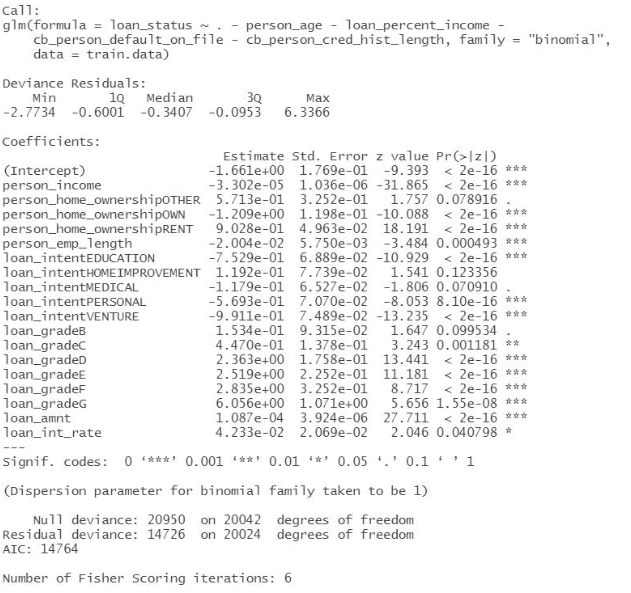 Call:
glm(formula = loan_status ~ . - person_age - loan_percent_income -
    cb_person_default_on_file - cb_person_cred_hist_length, family = "binomial",
    data = train.data)

Deviance Residuals:
    Min      1Q  Median      3Q     Max
-2.7734 -0.6001 -0.3407 -0.0953  6.3366

Coefficients:
                            Estimate Std. Error z value Pr(>|z|)
(Intercept)               -1.661e+00  1.769e-01  -9.393  < 2e-16 ***
person_income             -3.302e-05  1.036e-06 -31.865  < 2e-16 ***
person_home_ownershipOTHER 5.713e-01  3.252e-01   1.757 0.078916 .
person_home_ownershipOWN  -1.209e+00  1.198e-01 -10.088  < 2e-16 ***
person_home_ownershipRENT  9.028e-01  4.963e-02  18.191  < 2e-16 ***
person_emp_length         -2.004e-02  5.750e-03  -3.484 0.000493 ***
loan_intentEDUCATION      -7.529e-01  6.889e-02 -10.929  < 2e-16 ***
loan_intentHOMEIMPROVEMENT 1.192e-01  7.739e-02   1.541 0.123356
loan_intentMEDICAL        -1.179e-01  6.527e-02  -1.806 0.070910 .
loan_intentPERSONAL       -5.693e-01  7.070e-02  -8.053 8.10e-16 ***
loan_intentVENTURE        -9.911e-01  7.489e-02 -13.235  < 2e-16 ***
loan_gradeB                1.534e-01  9.315e-02   1.647 0.099534 .
loan_gradeC                4.470e-01  1.378e-01   3.243 0.001181 **
loan_gradeD                2.363e+00  1.758e-01  13.441  < 2e-16 ***
loan_gradeE                2.519e+00  2.252e-01  11.181  < 2e-16 ***
loan_gradeF                2.835e+00  3.252e-01   8.717  < 2e-16 ***
loan_gradeG                6.056e+00  1.071e+00   5.656 1.55e-08 ***
loan_amnt                  1.087e-04  3.924e-06  27.711  < 2e-16 ***
loan_int_rate              4.233e-02  2.069e-02   2.046 0.040798 *
---
Signif. codes:  0 ‘***’ 0.001 ‘**’ 0.01 ‘*’ 0.05 ‘.’ 0.1 ‘ ’ 1

(Dispersion parameter for binomial family taken to be 1)

    Null deviance: 20950  on 20042  degrees of freedom
Residual deviance: 14726  on 20024  degrees of freedom
AIC: 14764

Number of Fisher Scoring iterations: 6